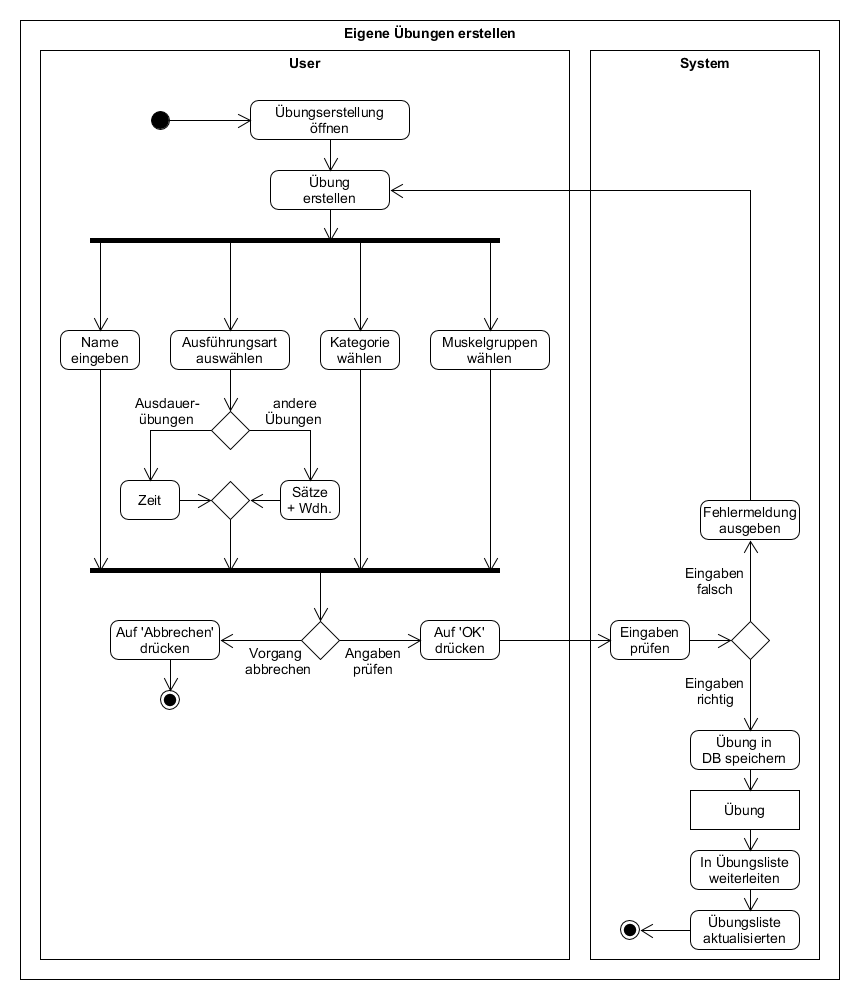 Eigene Übungen erstellen
User
System
Übungserstellung
öffnen
Übung
erstellen
Name
eingeben
Ausführungsart
auswählen
Kategorie
wählen
Muskelgruppen
wählen
Ausdauer-
übungen
andere
Übungen
Zeit
Sätze
+ Wdh.
Fehlermeldung
ausgeben
Eingaben
falsch
Auf 'Abbrechen'
drücken
Vorgang
abbrechen
Angaben
prüfen
Auf 'OK'
drücken
Eingaben
prüfen
Eingaben
richtig
Übung in
DB speichern
Übung
In Übungsliste
weiterleiten
Übungsliste
aktualisierten